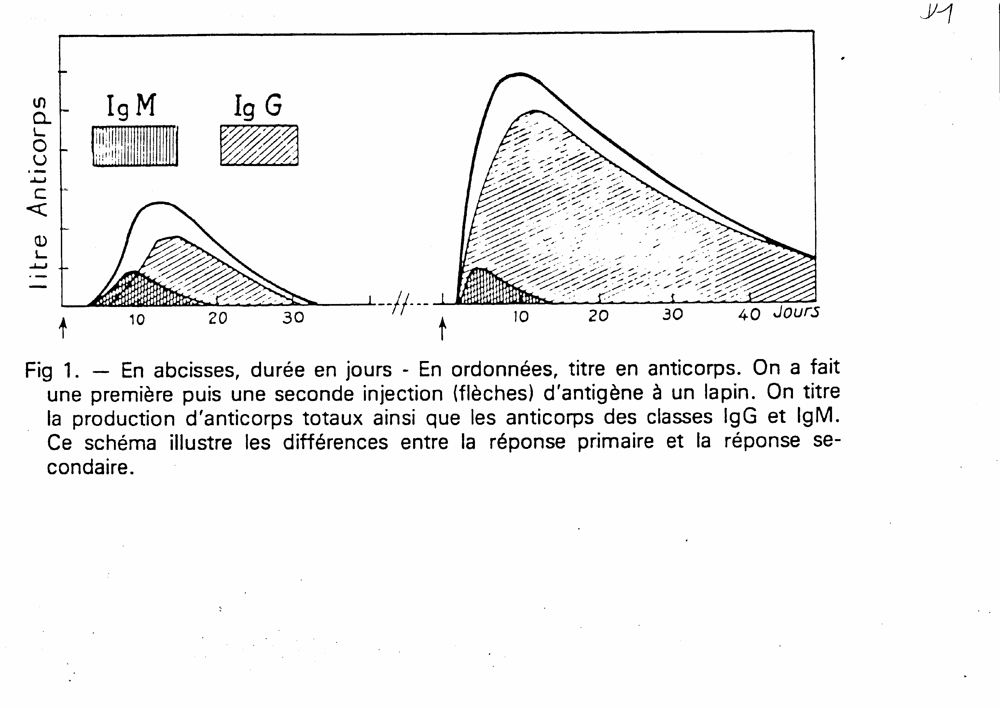 Ig M Ig G
titre Anticorps
10 20 30 10 20 30 40 Jours
Fig 1. — En abcisses, durée en jours - En ordonnées, titre en anticorps. On a fait
une première puis une seconde injection (flèches) d'antigène à un lapin. On titre
la production d'anticorps totaux ainsi que les anticorps des classes IgG et IgM.
Ce schéma illustre les différences entre la réponse primaire et la réponse se-
condaire.